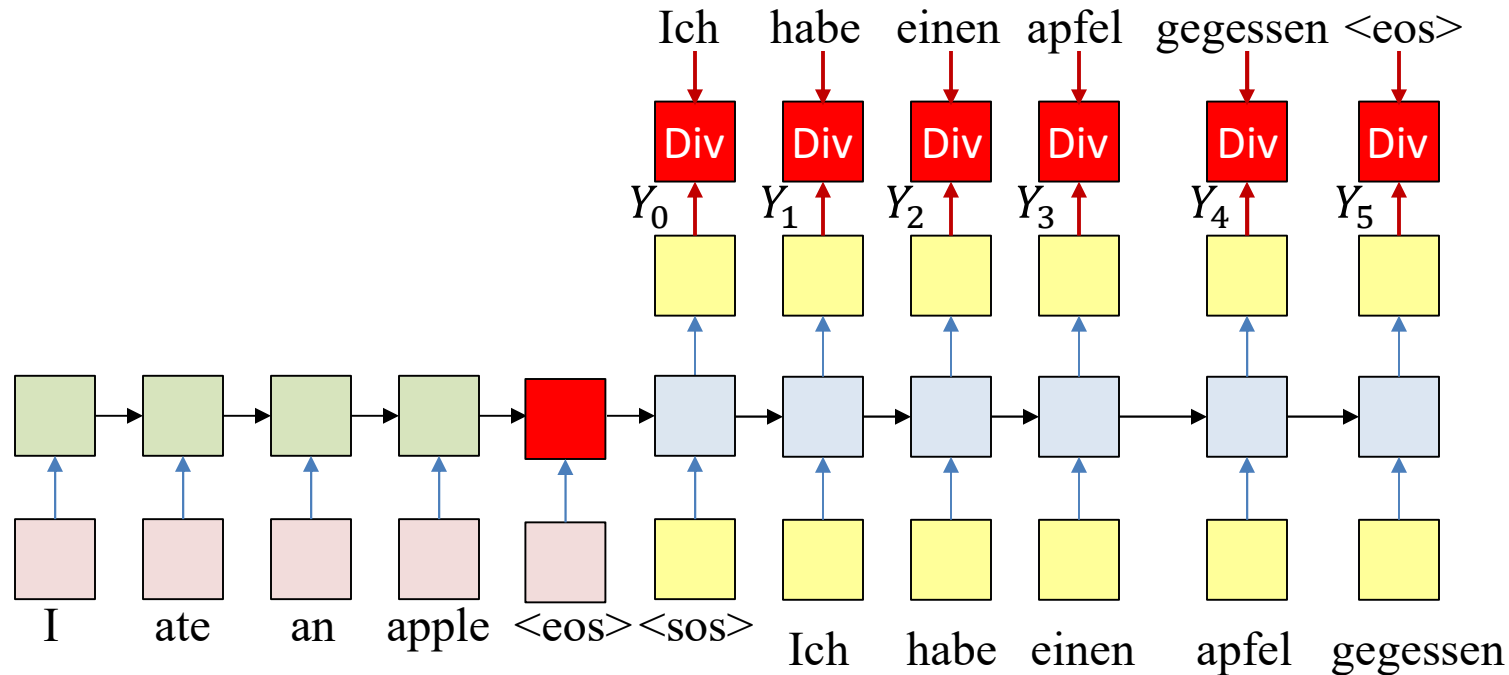 Ich habe einen apfel gegessen <eos>
Div Div Div Div Div Div
Y₀ Y₁ Y₂ Y₃ Y₄ Y₅
I ate an apple <eos> <sos>
Ich habe einen apfel gegessen